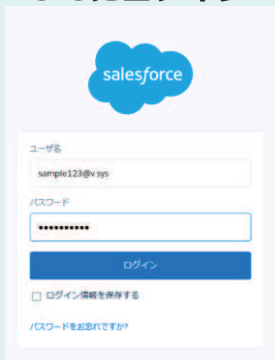 salesforce
ユーザ名
sample123@v.sys
パスワード
••••••••••
ログイン
ログイン情報を保存する
パスワードをお忘れですか?